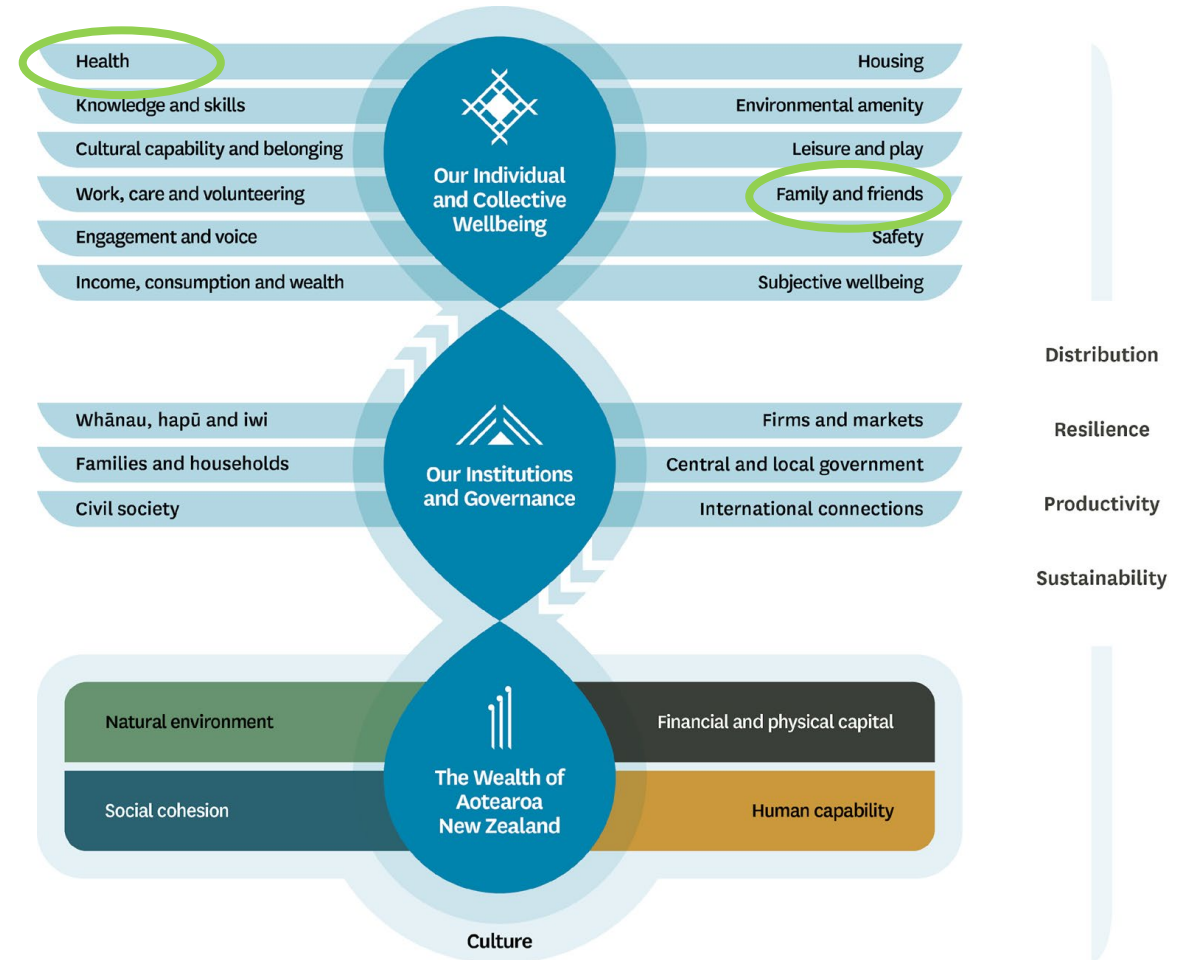 Health
Knowledge and skills
Cultural capability and belonging
Work, care and volunteering
Engagement and voice
Income, consumption and wealth
Our Individual
and Collective
Wellbeing
Housing
Environmental amenity
Leisure and play
Family and friends
Safety
Subjective wellbeing
Whānau, hapū and iwi
Families and households
Civil society
Our Institutions
and Governance
Firms and markets
Central and local government
International connections
Distribution
Resilience
Productivity
Sustainability
Natural environment
Social cohesion
The Wealth of
Aotearoa
New Zealand
Financial and physical capital
Human capability
Culture